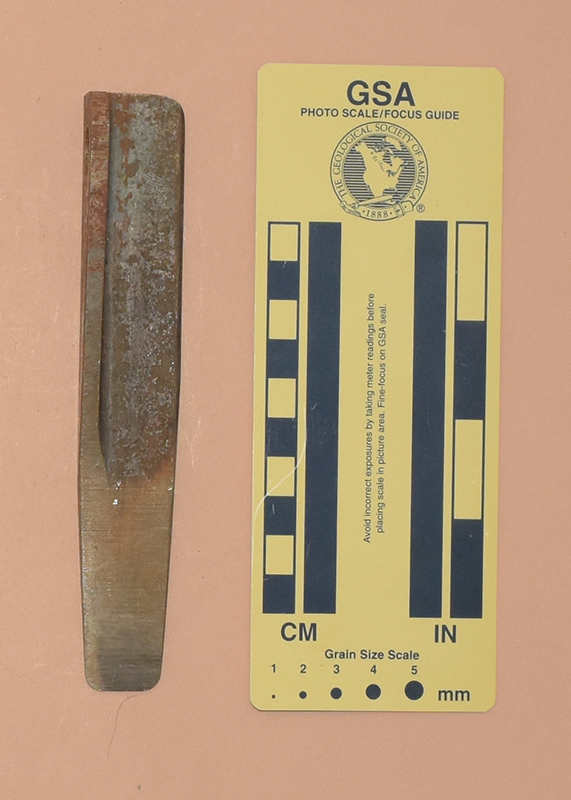 GSA
PHOTO SCALE/FOCUS GUIDE
THE GEOLOGICAL SOCIETY OF AMERICA
1888
®
Avoid incorrect exposures by taking meter readings before
placing scale in picture area. Fine-focus on GSA seal.
CM
IN
Grain Size Scale
1 2 3 4 5
mm